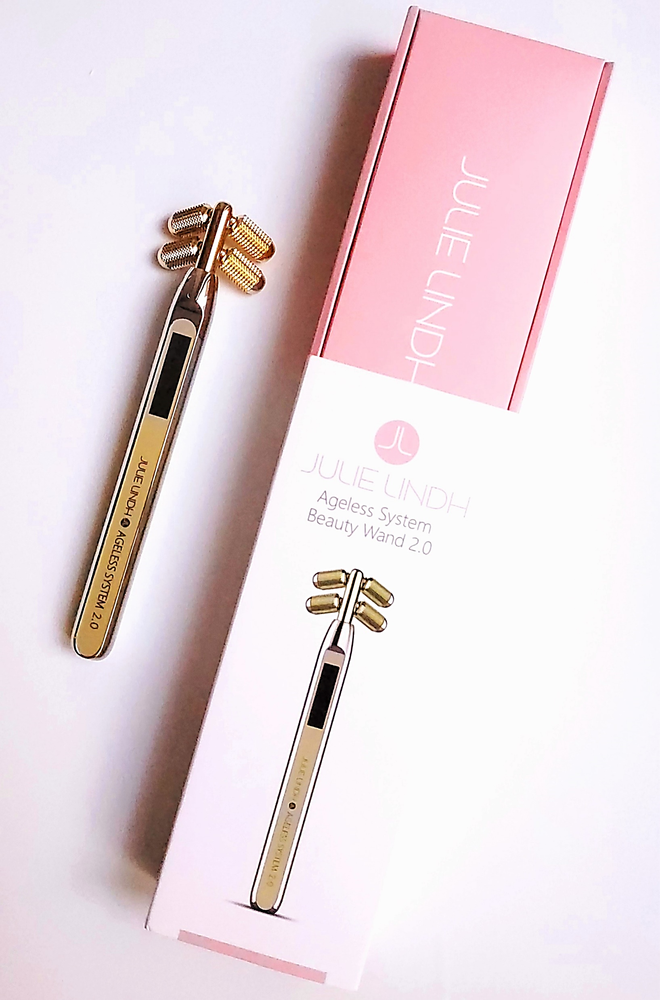 JULIE LINDH
JL
JULIE LINDH
Ageless System
Beauty Wand 2.0
JULIE LINDH AGELESS SYSTEM 2.0
JULIE LINDH AGELESS SYSTEM 2.0